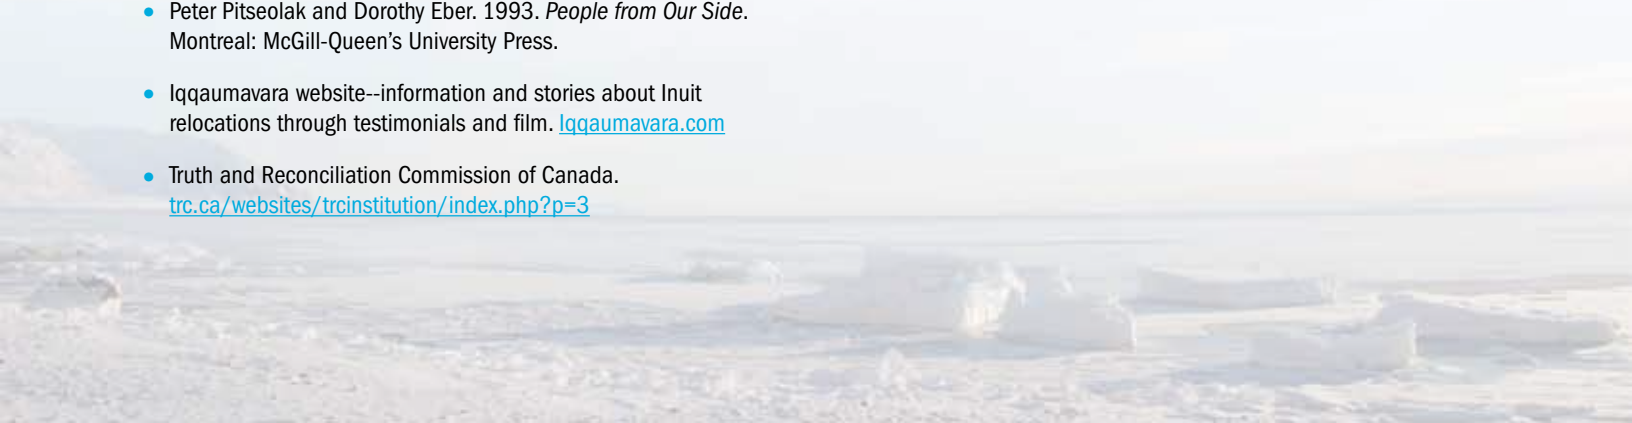 • Peter Pitseolak and Dorothy Eber. 1993. People from Our Side.
Montreal: McGill-Queen’s University Press.
• Iqqaumavara website--information and stories about Inuit
relocations through testimonials and film. Iqqaumavara.com
• Truth and Reconciliation Commission of Canada.
trc.ca/websites/trcinstitution/index.php?p=3